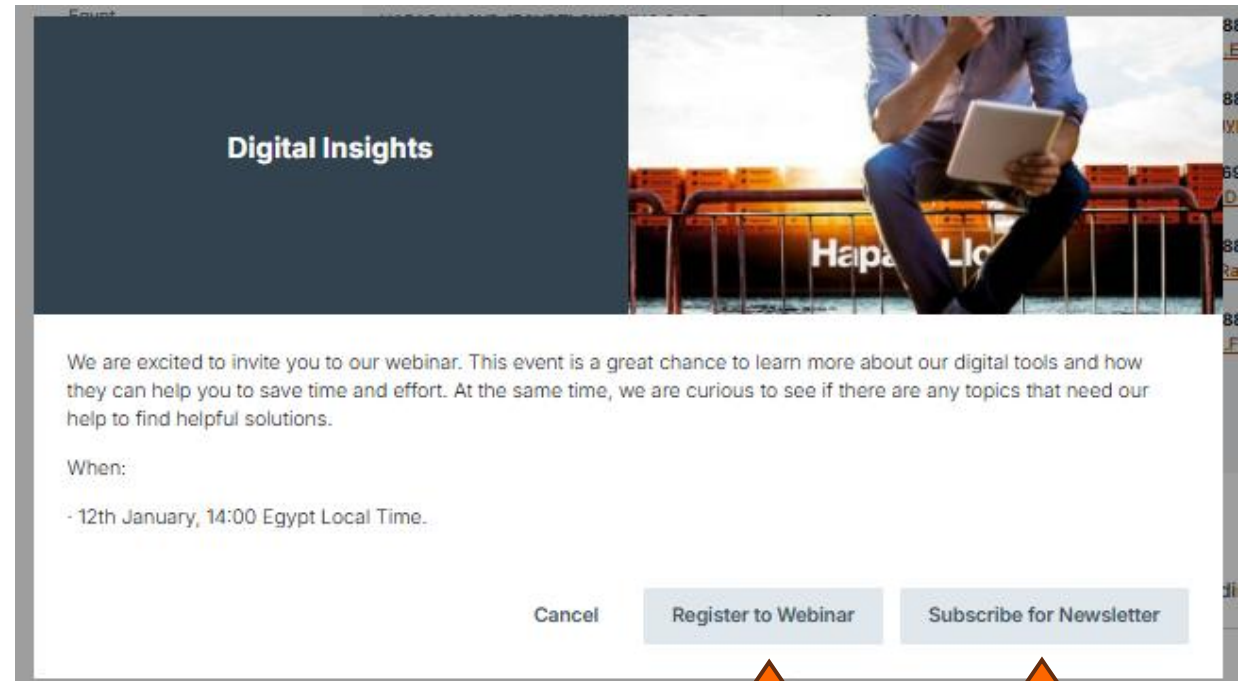 Egypt
Digital Insights
We are excited to invite you to our webinar. This event is a great chance to learn more about our digital tools and how
they can help you to save time and effort. At the same time, we are curious to see if there are any topics that need our
help to find helpful solutions.
When:
- 12th January, 14:00 Egypt Local Time.
Cancel
Register to Webinar
Subscribe for Newsletter